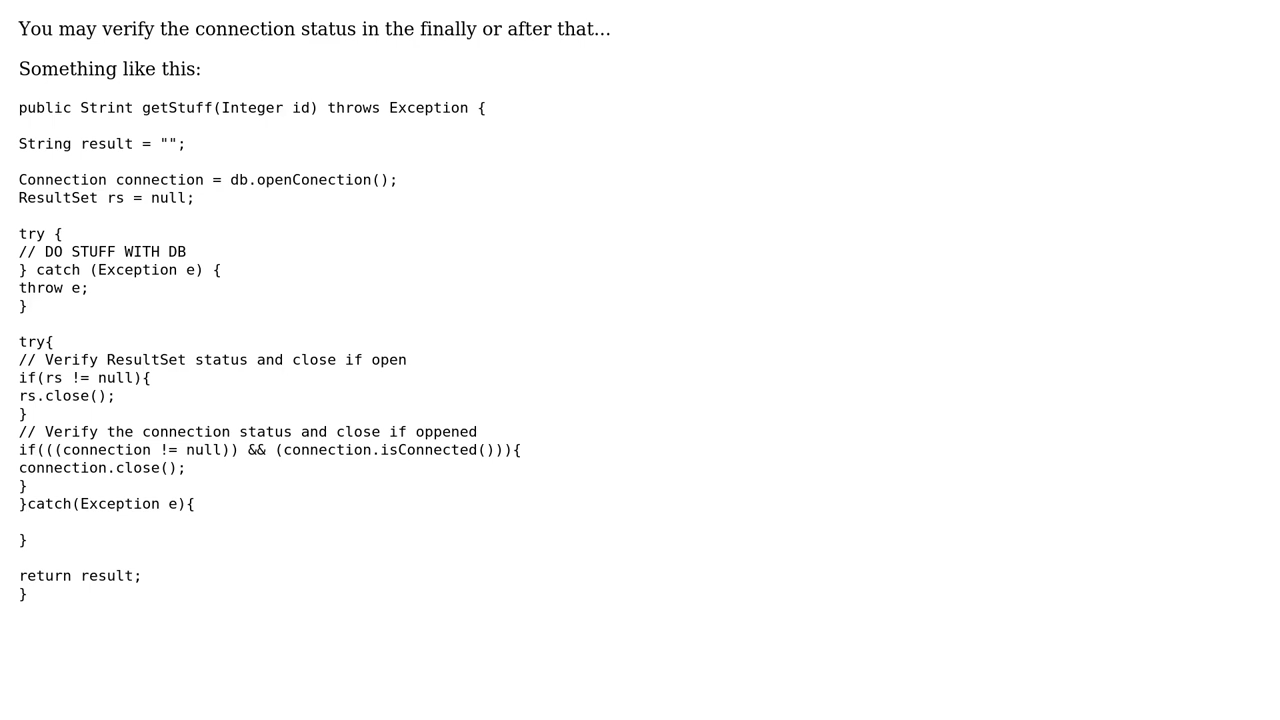 You may verify the connection status in the finally or after that...
Something like this:
public Strint getStuff(Integer id) throws Exception {
String result = "";
Connection connection = db.openConection();
ResultSet rs = null;
try {
// DO STUFF WITH DB
} catch (Exception e) {
throw e;
}
try{
// Verify ResultSet status and close if open
if(rs != null){
rs.close();
}
// Verify the connection status and close if oppened
if(((connection != null)) && (connection.isConnected())){
connection.close();
}
}catch(Exception e){
}
return result;
}